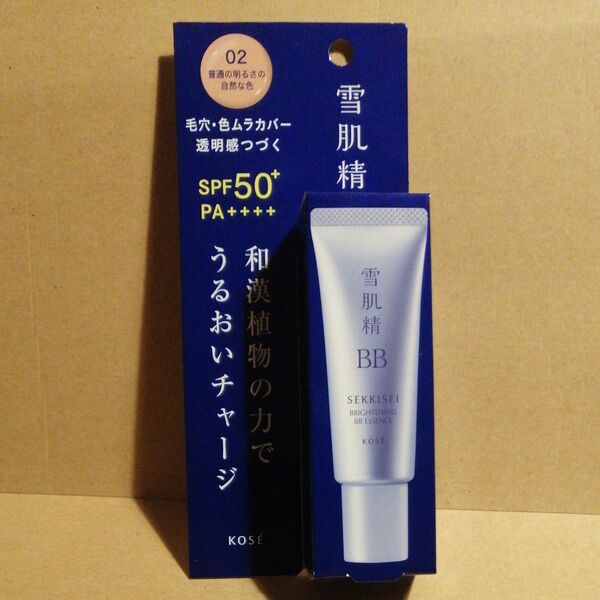 02
普通の明るさの
自然な色
毛穴・色ムラカバー
透明感つづく
SPF50+
PA++++
雪肌精
和漢植物の力で
うるおいチャージ
KOSÉ
雪肌精
BB
SEKKISEI
BRIGHTENING
BB ESSENCE
KOSÉ